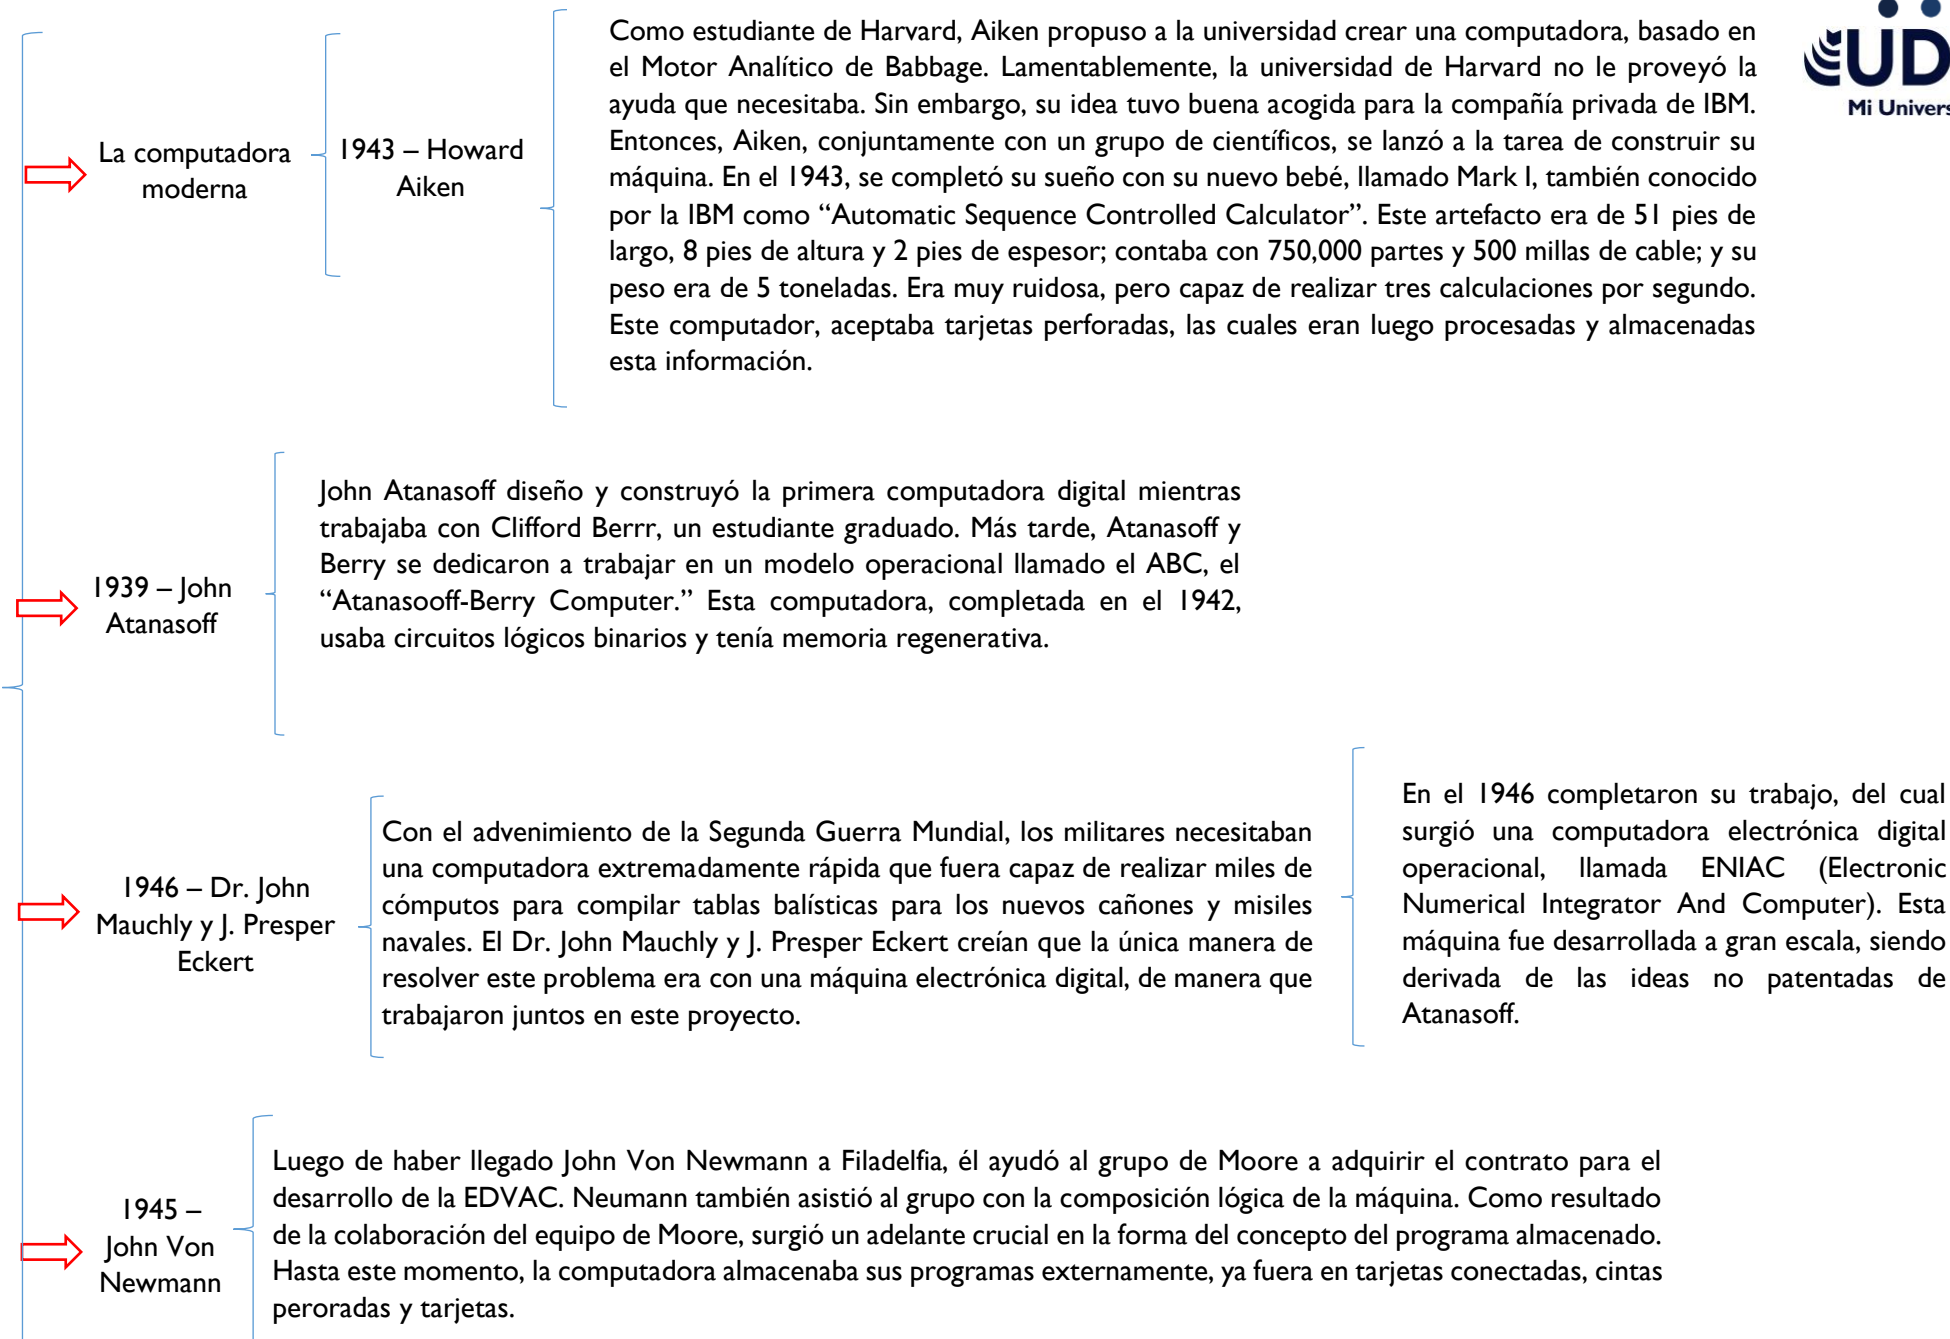 UD
Mi Univers
La computadora
moderna
1943 – Howard
Aiken
Como estudiante de Harvard, Aiken propuso a la universidad crear una computadora, basado en
el Motor Analítico de Babbage. Lamentablemente, la universidad de Harvard no le proveyó la
ayuda que necesitaba. Sin embargo, su idea tuvo buena acogida para la compañía privada de IBM.
Entonces, Aiken, conjuntamente con un grupo de científicos, se lanzó a la tarea de construir su
máquina. En el 1943, se completó su sueño con su nuevo bebé, llamado Mark I, también conocido
por la IBM como “Automatic Sequence Controlled Calculator”. Este artefacto era de 51 pies de
largo, 8 pies de altura y 2 pies de espesor; contaba con 750,000 partes y 500 millas de cable; y su
peso era de 5 toneladas. Era muy ruidosa, pero capaz de realizar tres calculaciones por segundo.
Este computador, aceptaba tarjetas perforadas, las cuales eran luego procesadas y almacenadas
esta información.
1939 – John
Atanasoff
John Atanasoff diseño y construyó la primera computadora digital mientras
trabajaba con Clifford Berrr, un estudiante graduado. Más tarde, Atanasoff y
Berry se dedicaron a trabajar en un modelo operacional llamado el ABC, el
“Atanasooff-Berry Computer.” Esta computadora, completada en el 1942,
usaba circuitos lógicos binarios y tenía memoria regenerativa.
1946 – Dr. John
Mauchly y J. Presper
Eckert
Con el advenimiento de la Segunda Guerra Mundial, los militares necesitaban
una computadora extremadamente rápida que fuera capaz de realizar miles de
cómputos para compilar tablas balísticas para los nuevos cañones y misiles
navales. El Dr. John Mauchly y J. Presper Eckert creían que la única manera de
resolver este problema era con una máquina electrónica digital, de manera que
trabajaron juntos en este proyecto.
En el 1946 completaron su trabajo, del cual
surgió una computadora electrónica digital
operacional, llamada ENIAC (Electronic
Numerical Integrator And Computer). Esta
máquina fue desarrollada a gran escala, siendo
derivada de las ideas no patentadas de
Atanasoff.
1945 –
John Von
Newmann
Luego de haber llegado John Von Newmann a Filadelfia, él ayudó al grupo de Moore a adquirir el contrato para el
desarrollo de la EDVAC. Neumann también asistió al grupo con la composición lógica de la máquina. Como resultado
de la colaboración del equipo de Moore, surgió un adelante crucial en la forma del concepto del programa almacenado.
Hasta este momento, la computadora almacenaba sus programas externamente, ya fuera en tarjetas conectadas, cintas
peroradas y tarjetas.